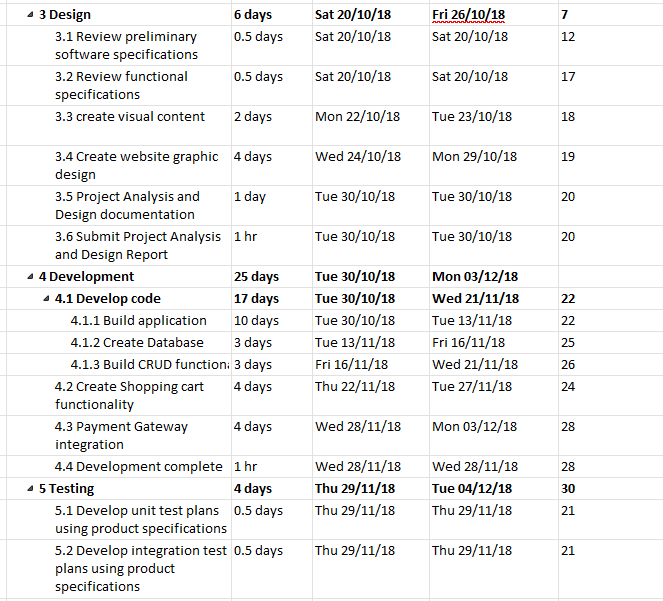 3 Design 6 days Sat 20/10/18 Fri 26/10/18 7
3.1 Review preliminary 0.5 days Sat 20/10/18 Sat 20/10/18 12
software specifications
3.2 Review functional 0.5 days Sat 20/10/18 Sat 20/10/18 17
specifications
3.3 create visual content 2 days Mon 22/10/18 Tue 23/10/18 18
3.4 Create website graphic 4 days Wed 24/10/18 Mon 29/10/18 19
design
3.5 Project Analysis and 1 day Tue 30/10/18 Tue 30/10/18 20
Design documentation
3.6 Submit Project Analysis 1 hr Tue 30/10/18 Tue 30/10/18 20
and Design Report
4 Development 25 days Tue 30/10/18 Mon 03/12/18
4.1 Develop code 17 days Tue 30/10/18 Wed 21/11/18 22
4.1.1 Build application 10 days Tue 30/10/18 Tue 13/11/18 22
4.1.2 Create Database 3 days Tue 13/11/18 Fri 16/11/18 25
4.1.3 Build CRUD function 3 days Fri 16/11/18 Wed 21/11/18 26
4.2 Create Shopping cart 4 days Thu 22/11/18 Tue 27/11/18 24
functionality
4.3 Payment Gateway 4 days Wed 28/11/18 Mon 03/12/18 28
integration
4.4 Development complete 1 hr Wed 28/11/18 Wed 28/11/18 28
5 Testing 4 days Thu 29/11/18 Tue 04/12/18 30
5.1 Develop unit test plans 0.5 days Thu 29/11/18 Thu 29/11/18 21
using product specifications
5.2 Develop integration test 0.5 days Thu 29/11/18 Thu 29/11/18 21
plans using product
specifications